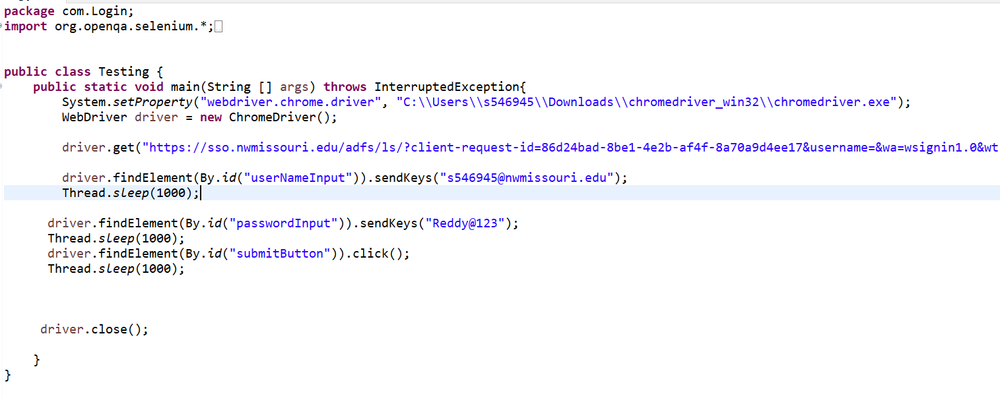 package com.Login;
import org.openqa.selenium.*;
public class Testing {
public static void main(String [] args) throws InterruptedException{
System.setProperty("webdriver.chrome.driver", "C:\\Users\\s546945\\Downloads\\chromedriver_win32\\chromedriver.exe");
WebDriver driver = new ChromeDriver();
driver.get("https://sso.nwmissouri.edu/adfs/ls/?client-request-id=86d24bad-8be1-4e2b-af4f-8a70a9d4ee17&username=&wa=wsignin1.0&wt
driver.findElement(By.id("userNameInput")).sendKeys("s546945@nwmissouri.edu");
Thread.sleep(1000);
driver.findElement(By.id("passwordInput")).sendKeys("Reddy@123");
Thread.sleep(1000);
driver.findElement(By.id("submitButton")).click();
Thread.sleep(1000);
driver.close();
}
}